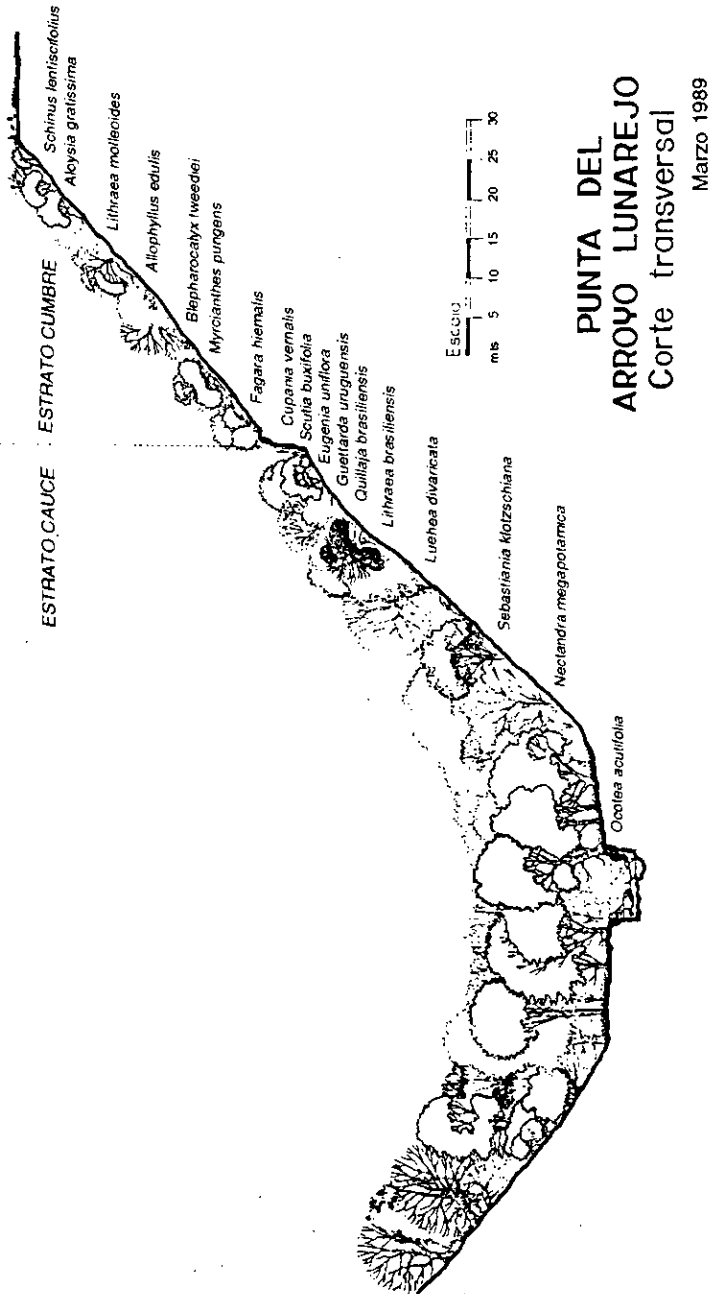 ESTRATO CAUCE
ESTRATO CUMBRE
Schinus lentiscifolius
Aloysia gratissima
Lithraea molleoides
Allophyllus edulis
Blepharocalyx tweediei
Myrcianthes pungens
Fagara hiemalis
Cupania vernalis
Scutia buxifolia
Eugenia uniflora
Guettarda uruguensis
Quillaja brasiliensis
Lithraea brasiliensis
Luehea divaricata
Sebastiania klotzschiana
Nectandra megapotamica
Ocotea acutifolia
Escala
mts 5 10 15 20 25 30
PUNTA DEL
ARROYO LUNAREJO
Corte transversal
Marzo 1989